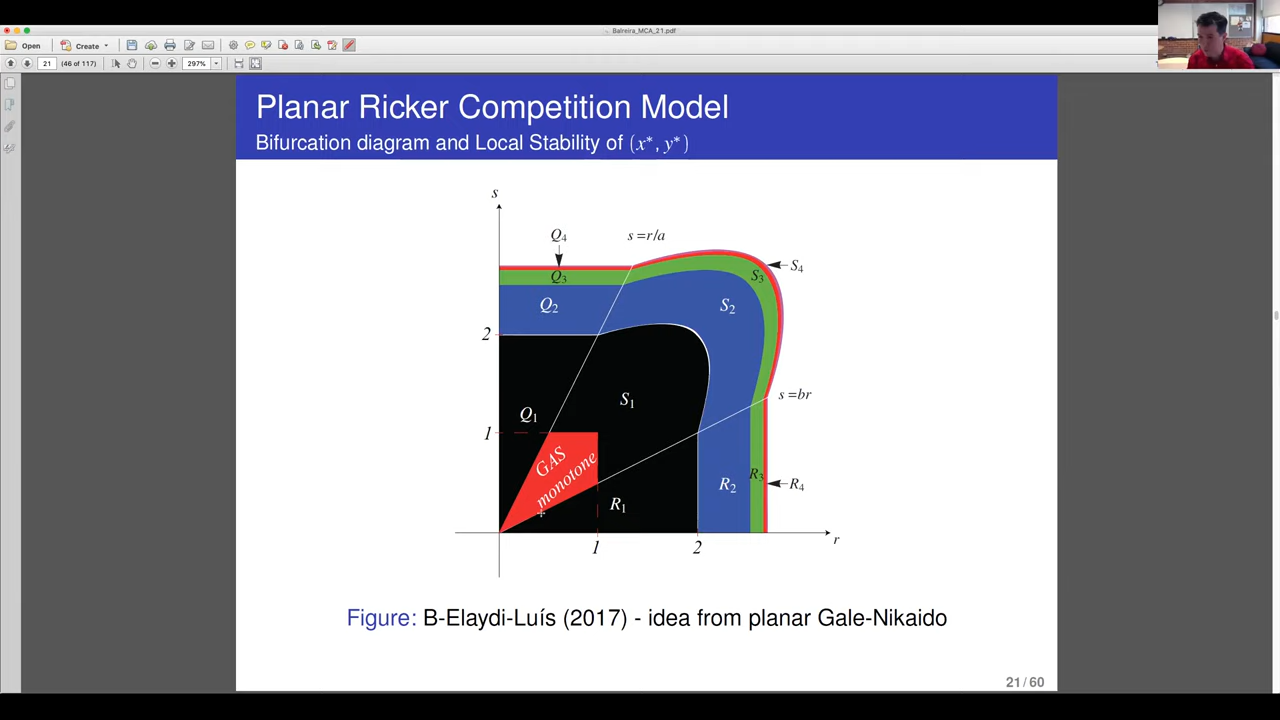 Balreira_MCA_21.pdf
Open
Create
21
(46 of 117)
297%
Planar Ricker Competition Model
Bifurcation diagram and Local Stability of (x*, y*)
s
Q4
s =r/a
S4
Q3
S3
Q2
S2
2
s =br
S1
Q1
1
GAS
monotone
R3
R2
R4
R1
1
2
r
Figure: B-Elaydi-Luís (2017) - idea from planar Gale-Nikaido
21 / 60